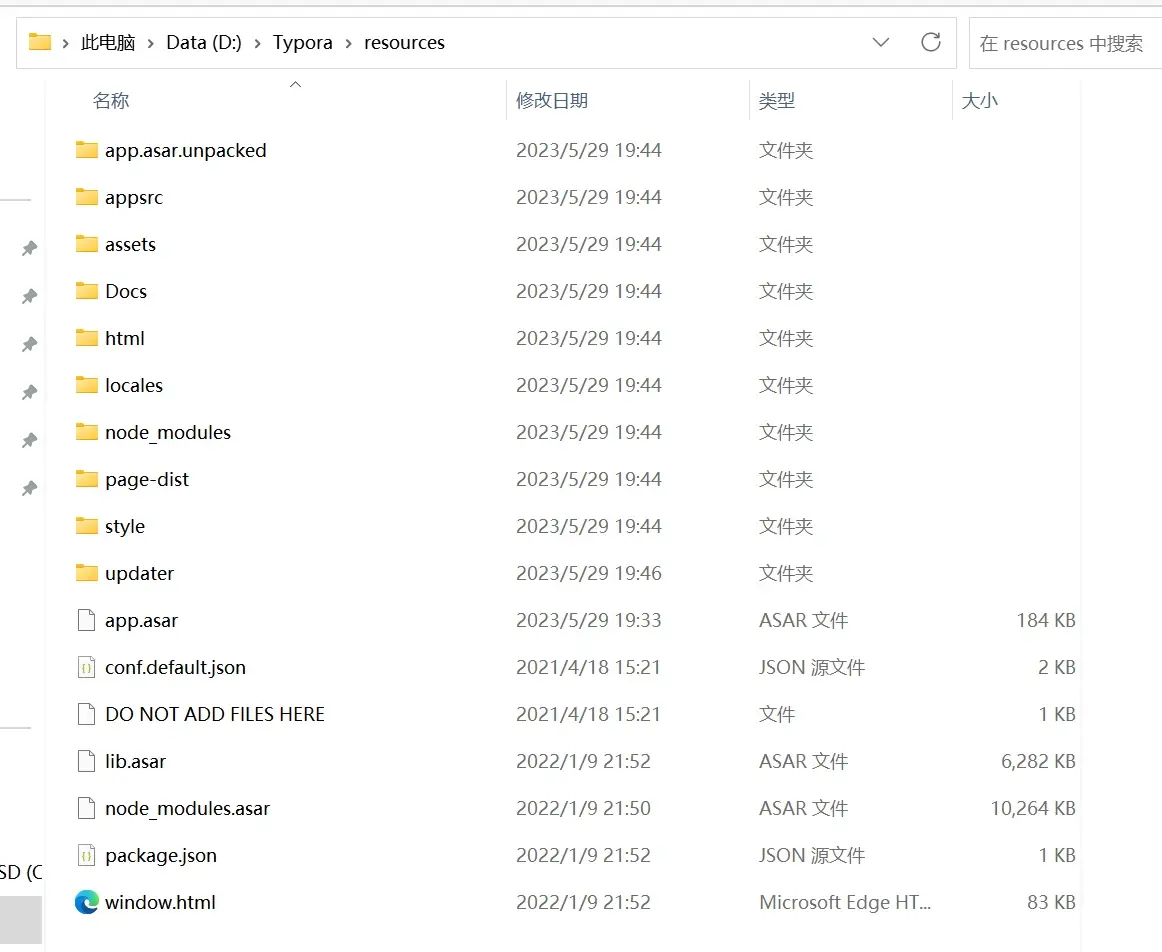 此电脑 > Data (D:) > Typora > resources 在 resources 中搜索
名称 修改日期 类型 大小
app.asar.unpacked 2023/5/29 19:44 文件夹
appsrc 2023/5/29 19:44 文件夹
assets 2023/5/29 19:44 文件夹
Docs 2023/5/29 19:44 文件夹
html 2023/5/29 19:44 文件夹
locales 2023/5/29 19:44 文件夹
node_modules 2023/5/29 19:44 文件夹
page-dist 2023/5/29 19:44 文件夹
style 2023/5/29 19:44 文件夹
updater 2023/5/29 19:46 文件夹
app.asar 2023/5/29 19:33 ASAR 文件 184 KB
conf.default.json 2021/4/18 15:21 JSON 源文件 2 KB
DO NOT ADD FILES HERE 2021/4/18 15:21 文件 1 KB
lib.asar 2022/1/9 21:52 ASAR 文件 6,282 KB
node_modules.asar 2022/1/9 21:50 ASAR 文件 10,264 KB
package.json 2022/1/9 21:52 JSON 源文件 1 KB
SD (C
window.html 2022/1/9 21:52 Microsoft Edge HT... 83 KB